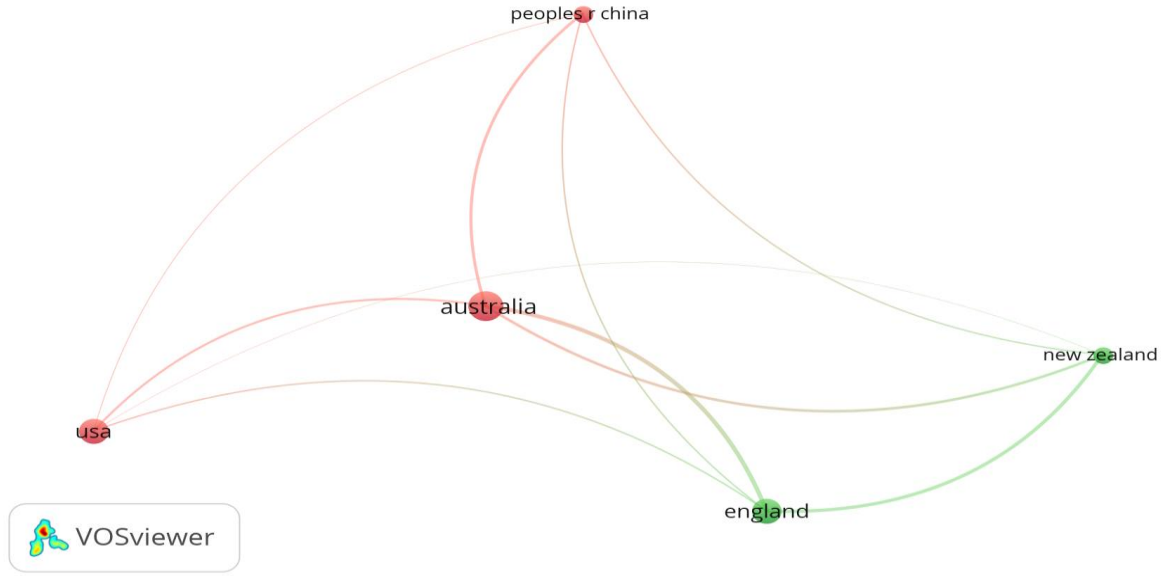 peoples r china
australia
new zealand
usa
england
VOSviewer